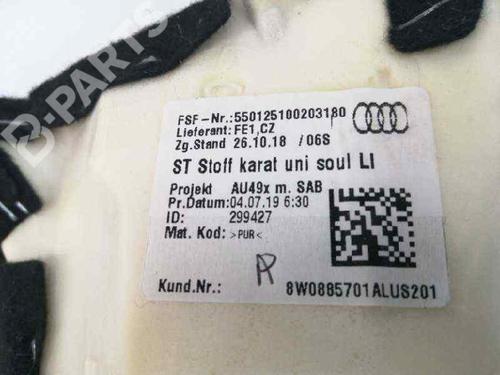 FSF-Nr.:550125100203180
Lieferant:FE1,CZ
Zg.Stand 26.10.18 /06S
ST Stoff karat uni soul LI
Projekt AU49x m. SAB
Pr.Datum:04.07.19 6:30
ID: 299427
Mat. Kod: >PUR<
Kund.Nr.: 8W0885701ALUS201
B-PARTS